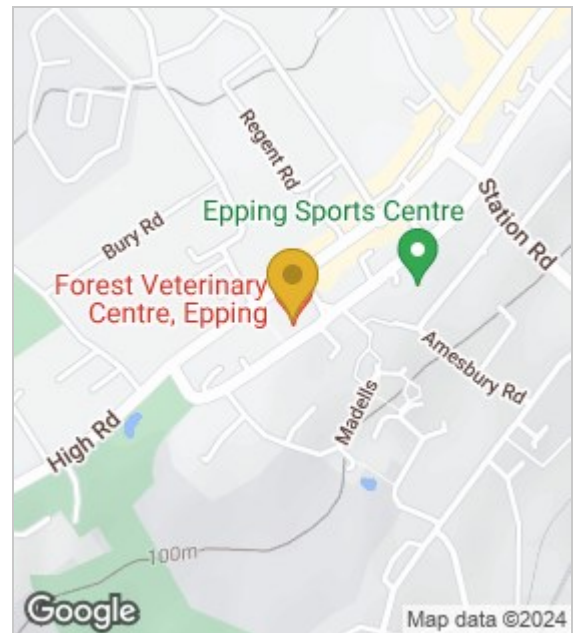 Regent Rd
Bury Rd
Epping Sports Centre
Station Rd
Forest Veterinary
Centre, Epping
Amesbury Rd
Madells
High Rd
100m
Google
Map data ©2024